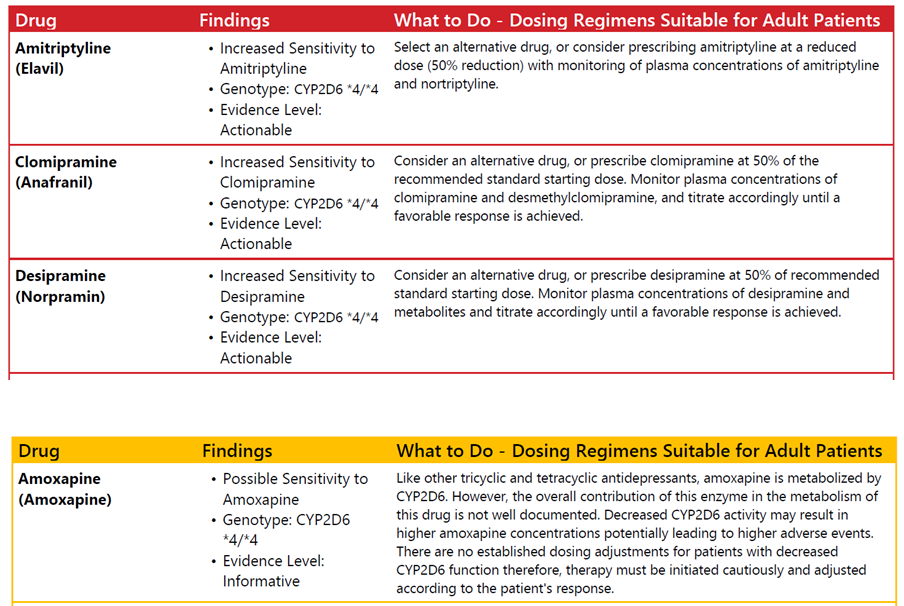 Drug Findings What to Do - Dosing Regimens Suitable for Adult Patients
Amitriptyline
(Elavil)
• Increased Sensitivity to
Amitriptyline
• Genotype: CYP2D6 *4/*4
• Evidence Level:
Actionable
Select an alternative drug, or consider prescribing amitriptyline at a reduced
dose (50% reduction) with monitoring of plasma concentrations of amitriptyline
and nortriptyline.
Clomipramine
(Anafranil)
• Increased Sensitivity to
Clomipramine
• Genotype: CYP2D6 *4/*4
• Evidence Level:
Actionable
Consider an alternative drug, or prescribe clomipramine at 50% of the
recommended standard starting dose. Monitor plasma concentrations of
clomipramine and desmethylclomipramine, and titrate accordingly until a
favorable response is achieved.
Desipramine
(Norpramin)
• Increased Sensitivity to
Desipramine
• Genotype: CYP2D6 *4/*4
• Evidence Level:
Actionable
Consider an alternative drug, or prescribe desipramine at 50% of recommended
standard starting dose. Monitor plasma concentrations of desipramine and
metabolites and titrate accordingly until a favorable response is achieved.
Drug Findings What to Do - Dosing Regimens Suitable for Adult Patients
Amoxapine
(Amoxapine)
• Possible Sensitivity to
Amoxapine
• Genotype: CYP2D6
*4/*4
• Evidence Level:
Informative
Like other tricyclic and tetracyclic antidepressants, amoxapine is metabolized by
CYP2D6. However, the overall contribution of this enzyme in the metabolism of
this drug is not well documented. Decreased CYP2D6 activity may result in
higher amoxapine concentrations potentially leading to higher adverse events.
There are no established dosing adjustments for patients with decreased
CYP2D6 function therefore, therapy must be initiated cautiously and adjusted
according to the patient's response.